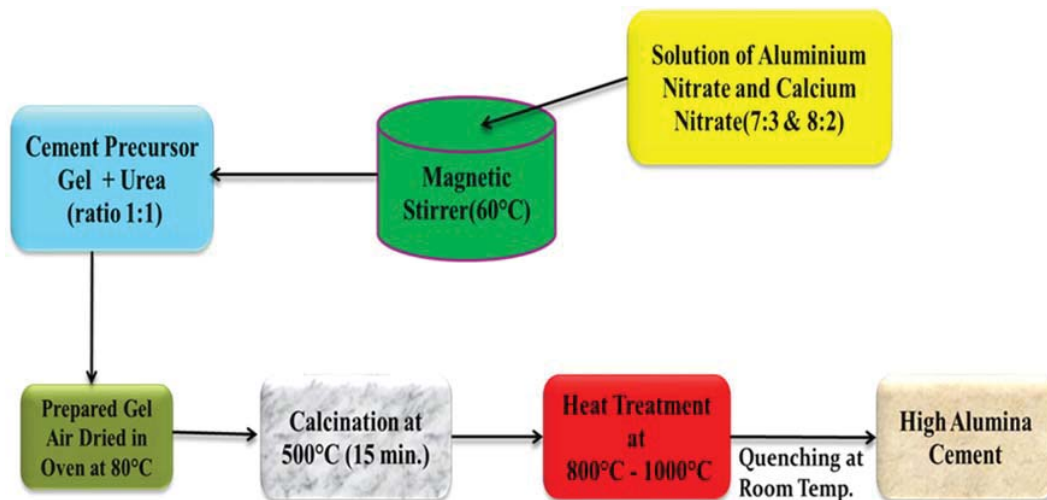 Solution of Aluminium
Nitrate and Calcium
Nitrate(7:3 & 8:2)
Magnetic
Stirrer(60°C)
Cement Precursor
Gel + Urea
(ratio 1:1)
Prepared Gel
Air Dried in
Oven at 80°C
Calcination at
500°C (15 min.)
Heat Treatment
at
800°C - 1000°C
Quenching at
Room Temp.
High Alumina
Cement